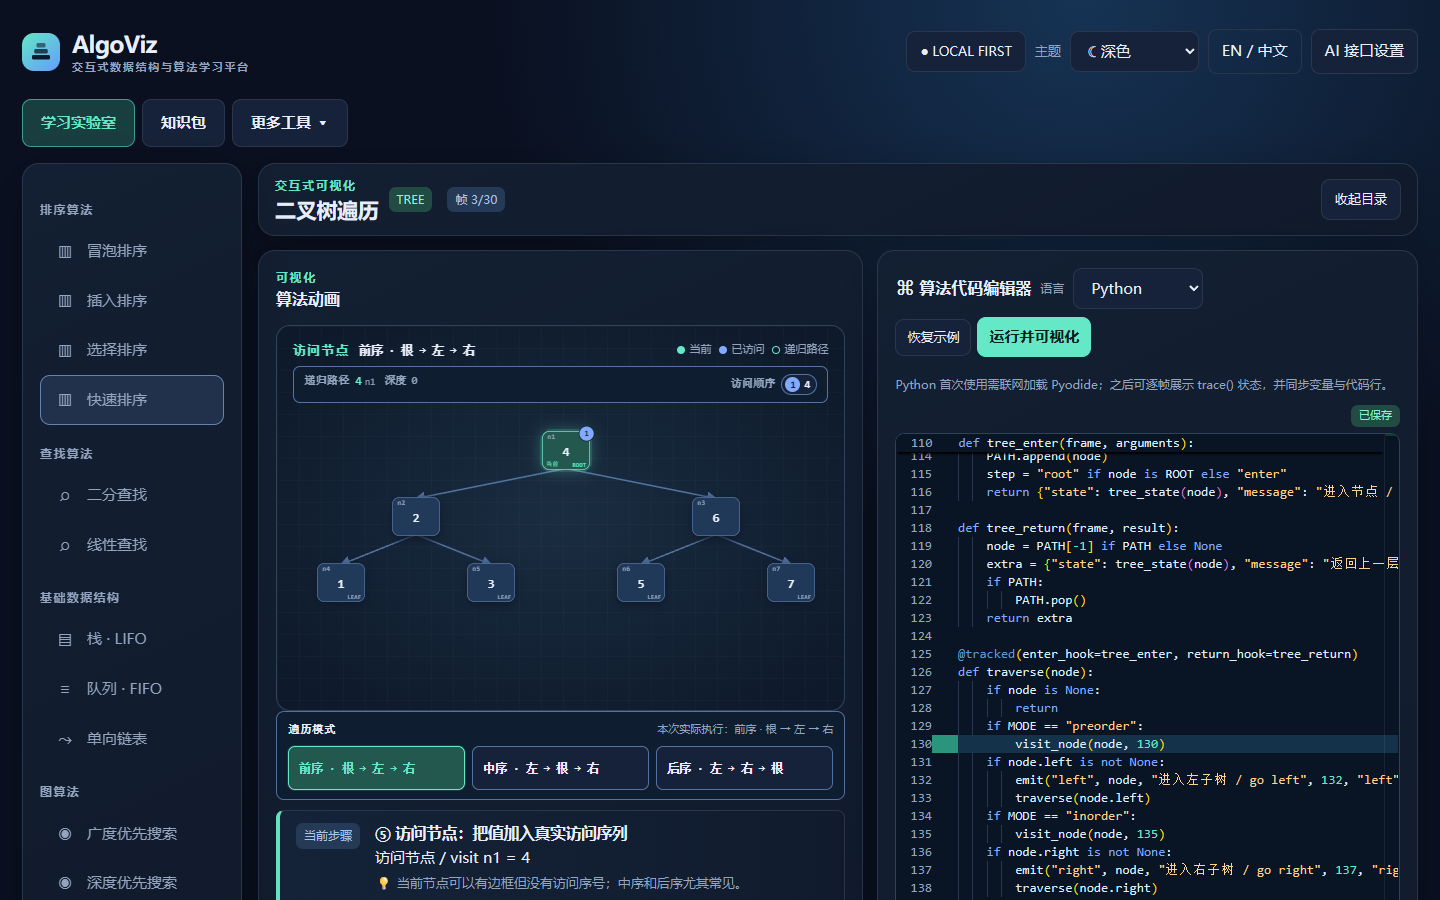 AlgoViz
交互式数据结构与算法学习平台
● LOCAL FIRST
主题
☾ 深色
EN / 中文
AI 接口设置
学习实验室
知识包
更多工具 ▾
排序算法
▥ 冒泡排序
▥ 插入排序
▥ 选择排序
▥ 快速排序
查找算法
⌕ 二分查找
⌕ 线性查找
基础数据结构
▤ 栈 · LIFO
≡ 队列 · FIFO
⤳ 单向链表
图算法
◉ 广度优先搜索
◉ 深度优先搜索
交互式可视化
二叉树遍历
TREE
帧 3/30
收起目录
可视化
算法动画
访问节点 前序 · 根 → 左 → 右
当前 已访问 递归路径
递归路径 4 n1 深度 0
访问顺序 1 4
n1 1
4
当前 ROOT
n2
2
n3
6
n4
1
LEAF
n5
3
LEAF
n6
5
LEAF
n7
7
LEAF
遍历模式
本次实际执行：前序 · 根 → 左 → 右
前序 · 根 → 左 → 右
中序 · 左 → 根 → 右
后序 · 左 → 右 → 根
当前步骤
⑤ 访问节点：把值加入真实访问序列
访问节点 / visit n1 = 4
💡 当前节点可以有边框但没有访问序号；中序和后序尤其常见。
⌘ 算法代码编辑器
语言
Python
恢复示例
运行并可视化
Python 首次使用需联网加载 Pyodide；之后可逐帧展示 trace() 状态，并同步变量与代码行。
已保存
110 def tree_enter(frame, arguments):
114 PATH.append(node)
115 step = "root" if node is ROOT else "enter"
116 return {"state": tree_state(node), "message": "进入节点 /
117
118 def tree_return(frame, result):
119 node = PATH[-1] if PATH else None
120 extra = {"state": tree_state(node), "message": "返回上一层
121 if PATH:
122 PATH.pop()
123 return extra
124
125 @tracked(enter_hook=tree_enter, return_hook=tree_return)
126 def traverse(node):
127 if node is None:
128 return
129 if MODE == "preorder":
130 visit_node(node, 130)
131 if node.left is not None:
132 emit("left", node, "进入左子树 / go left", 132, "left"
133 traverse(node.left)
134 if MODE == "inorder":
135 visit_node(node, 135)
136 if node.right is not None:
137 emit("right", node, "进入右子树 / go right", 137, "rig
138 traverse(node.right)